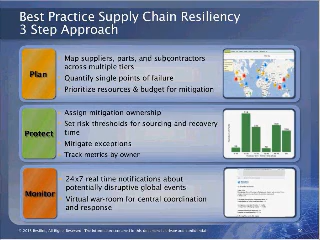 Best Practice Supply Chain Resiliency
3 Step Approach
Plan
Map suppliers, parts, and subcontractors
across multiple tiers
Quantify single points of failure
Prioritize resources & budget for mitigation
Protect
Assign mitigation ownership
Set risk thresholds for sourcing and recovery
time
Mitigate exceptions
Track metrics by owner
Monitor
24x7 real time notifications about
potentially disruptive global events
Virtual war-room for central coordination
and response